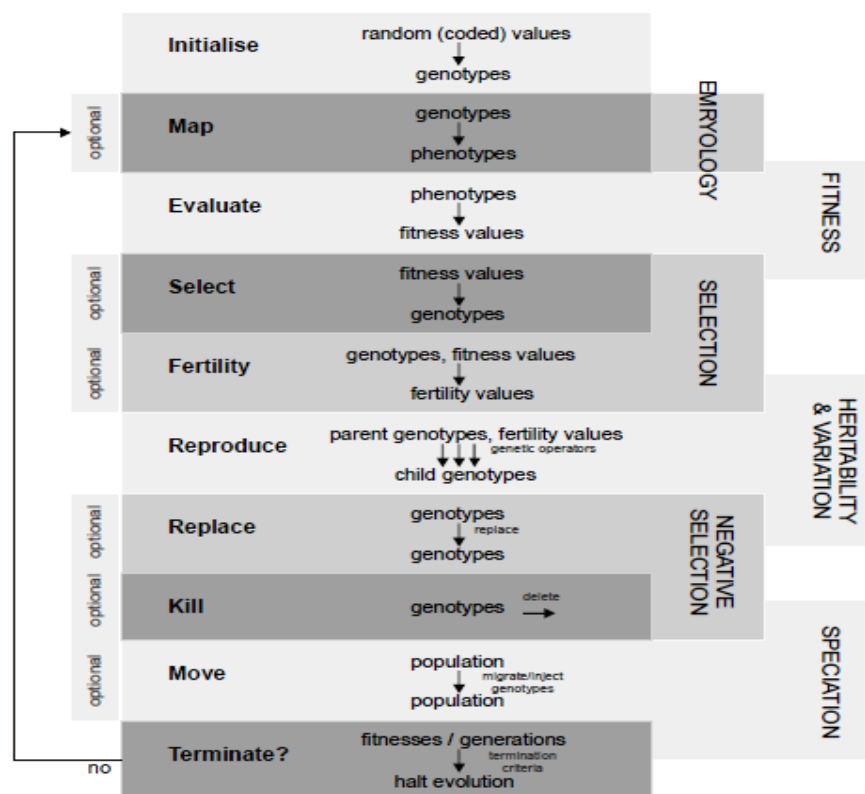 Initialise
random (coded) values
genotypes
optional
Map
genotypes
phenotypes
EMRYOLOGY
Evaluate
phenotypes
fitness values
FITNESS
optional
Select
fitness values
genotypes
SELECTION
optional
Fertility
genotypes, fitness values
fertility values
Reproduce
parent genotypes, fertility values
genetic operators
child genotypes
HERITABILITY
& VARIATION
optional
Replace
genotypes
replace
genotypes
NEGATIVE
SELECTION
optional
Kill
genotypes
delete
optional
Move
population
migrate/inject
genotypes
population
SPECIATION
no
Terminate?
fitnesses / generations
termination
criteria
halt evolution